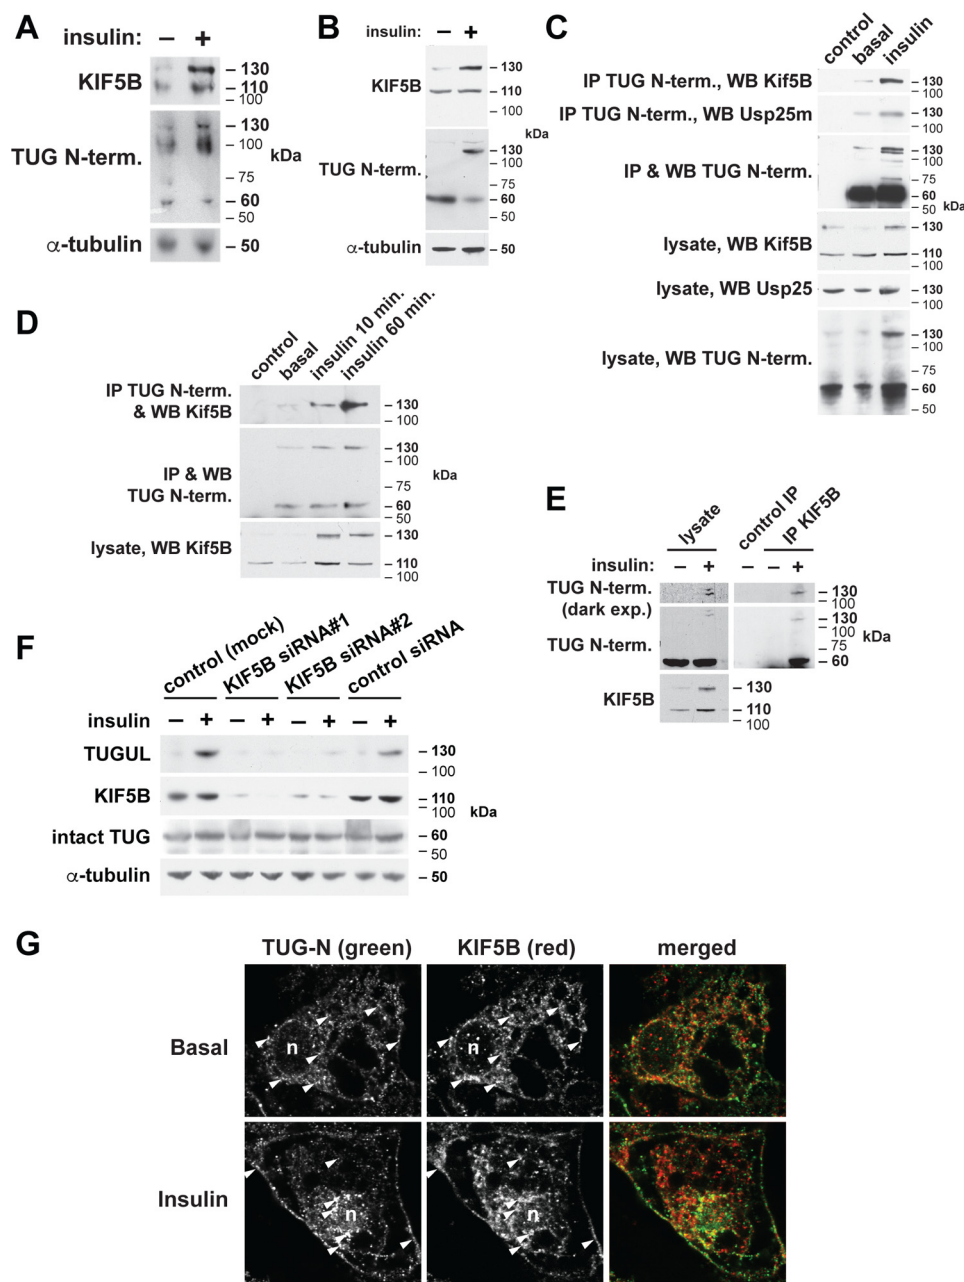 A
insulin: – +
KIF5B
– 130
– 110
– 100
TUG N-term.
– 130
– 100
kDa
– 75
– 60
– 50
α-tubulin
– 50
B
insulin: – +
KIF5B
– 130
– 110
– 100
kDa
TUG N-term.
– 130
– 100
– 75
– 60
– 50
α-tubulin
– 50
C
control
basal
insulin
IP TUG N-term., WB Kif5B
– 130
– 100
IP TUG N-term., WB Usp25m
– 130
– 100
IP & WB TUG N-term.
– 130
– 100
– 75
– 60
– 50
kDa
lysate, WB Kif5B
– 130
– 110
– 100
lysate, WB Usp25
– 130
– 100
lysate, WB TUG N-term.
– 130
– 100
– 75
– 60
– 50
D
control
basal
insulin 10 min.
insulin 60 min.
IP TUG N-term.
& WB Kif5B
– 130
– 100
IP & WB
TUG N-term.
– 130
– 100
kDa
– 75
– 60
– 50
lysate, WB Kif5B
– 130
– 110
– 100
E
lysate
control IP
IP KIF5B
insulin: – + – – +
TUG N-term.
(dark exp.)
– 130
– 100
TUG N-term.
– 130
– 100
kDa
– 75
– 60
KIF5B
– 130
– 110
– 100
F
control (mock)
KIF5B siRNA#1
KIF5B siRNA#2
control siRNA
insulin – + – + – + – +
TUGUL
– 130
– 100
KIF5B
– 110
– 100
kDa
intact TUG
– 60
– 50
α-tubulin
– 50
G
TUG-N (green) KIF5B (red) merged
Basal
n n
Insulin
n n